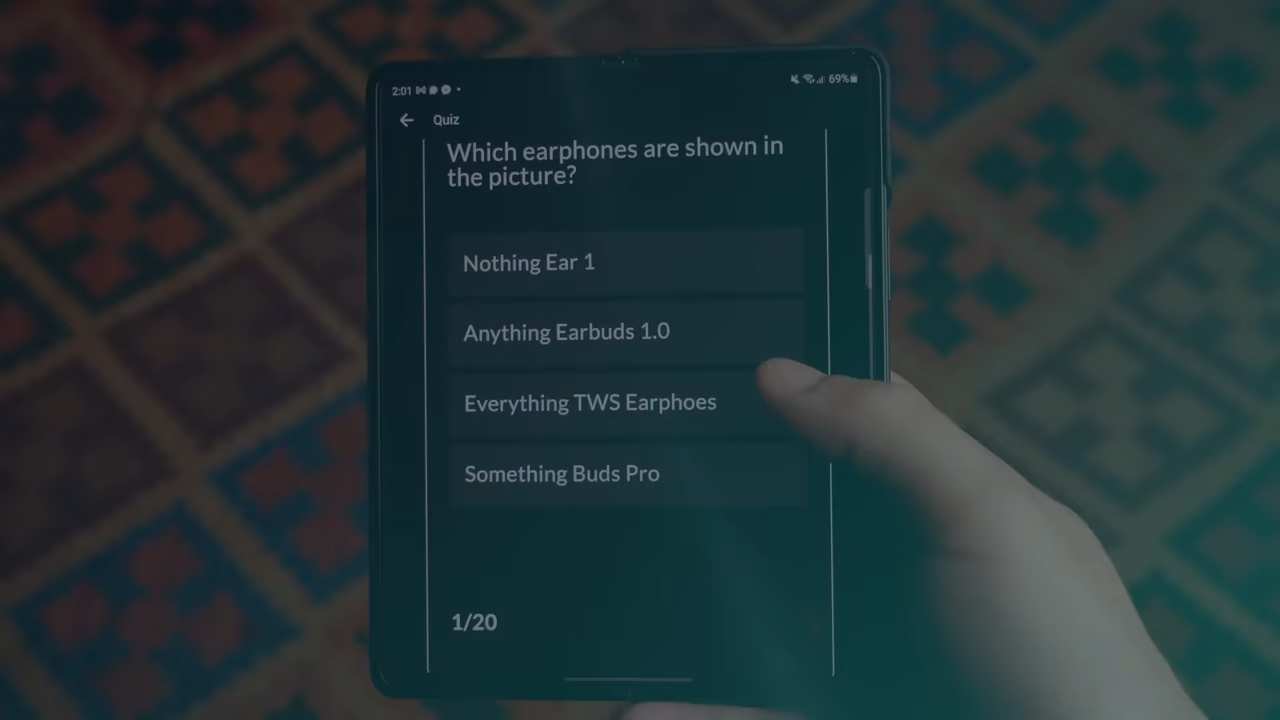 2:01
69%
Quiz
Which earphones are shown in
the picture?
Nothing Ear 1
Anything Earbuds 1.0
Everything TWS Earphoes
Something Buds Pro
1/20